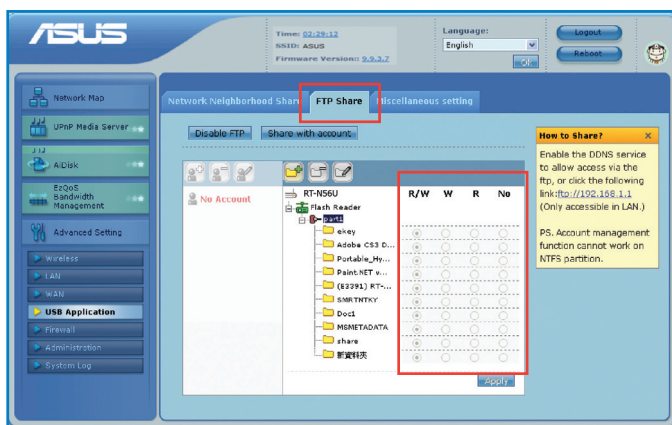 ASUS
Time: 02:29:12
SSID: ASUS
Firmware Version: 9.9.3.7
Language:
English
OK
Logout
Reboot
Network Map
UPnP Media Server
AiDisk
EzQoS
Bandwidth
Management
Advanced Setting
Wireless
LAN
WAN
USB Application
Firewall
Administration
System Log
Network Neighborhood Share
FTP Share
Miscellaneous setting
Disable FTP
Share with account
No Account
RT-N56U
R/W W R No
Flash Reader
part1
ekey
Adobe CS3 D...
Portable_Hy...
Paint.NET v...
(E3391) RT-...
SMRTNTKY
Doc1
MSMETADATA
share
新資料夾
Apply
How to Share? x
Enable the DDNS service
to allow access via the
ftp, or click the following
link:ftp://192.168.1.1
(Only accessible in LAN.)
PS. Account management
function cannot work on
NTFS partition.